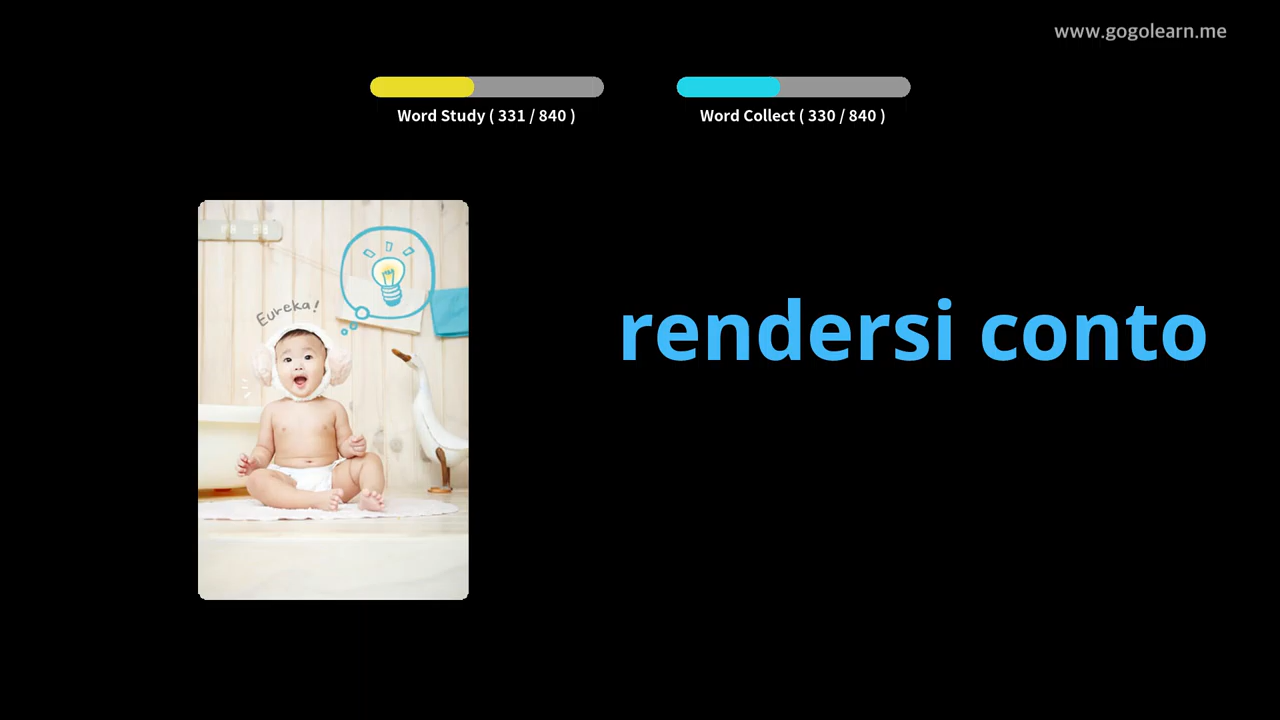 www.gogolearn.me
Word Study ( 331 / 840 )
Word Collect ( 330 / 840 )
Eureka!
rendersi conto